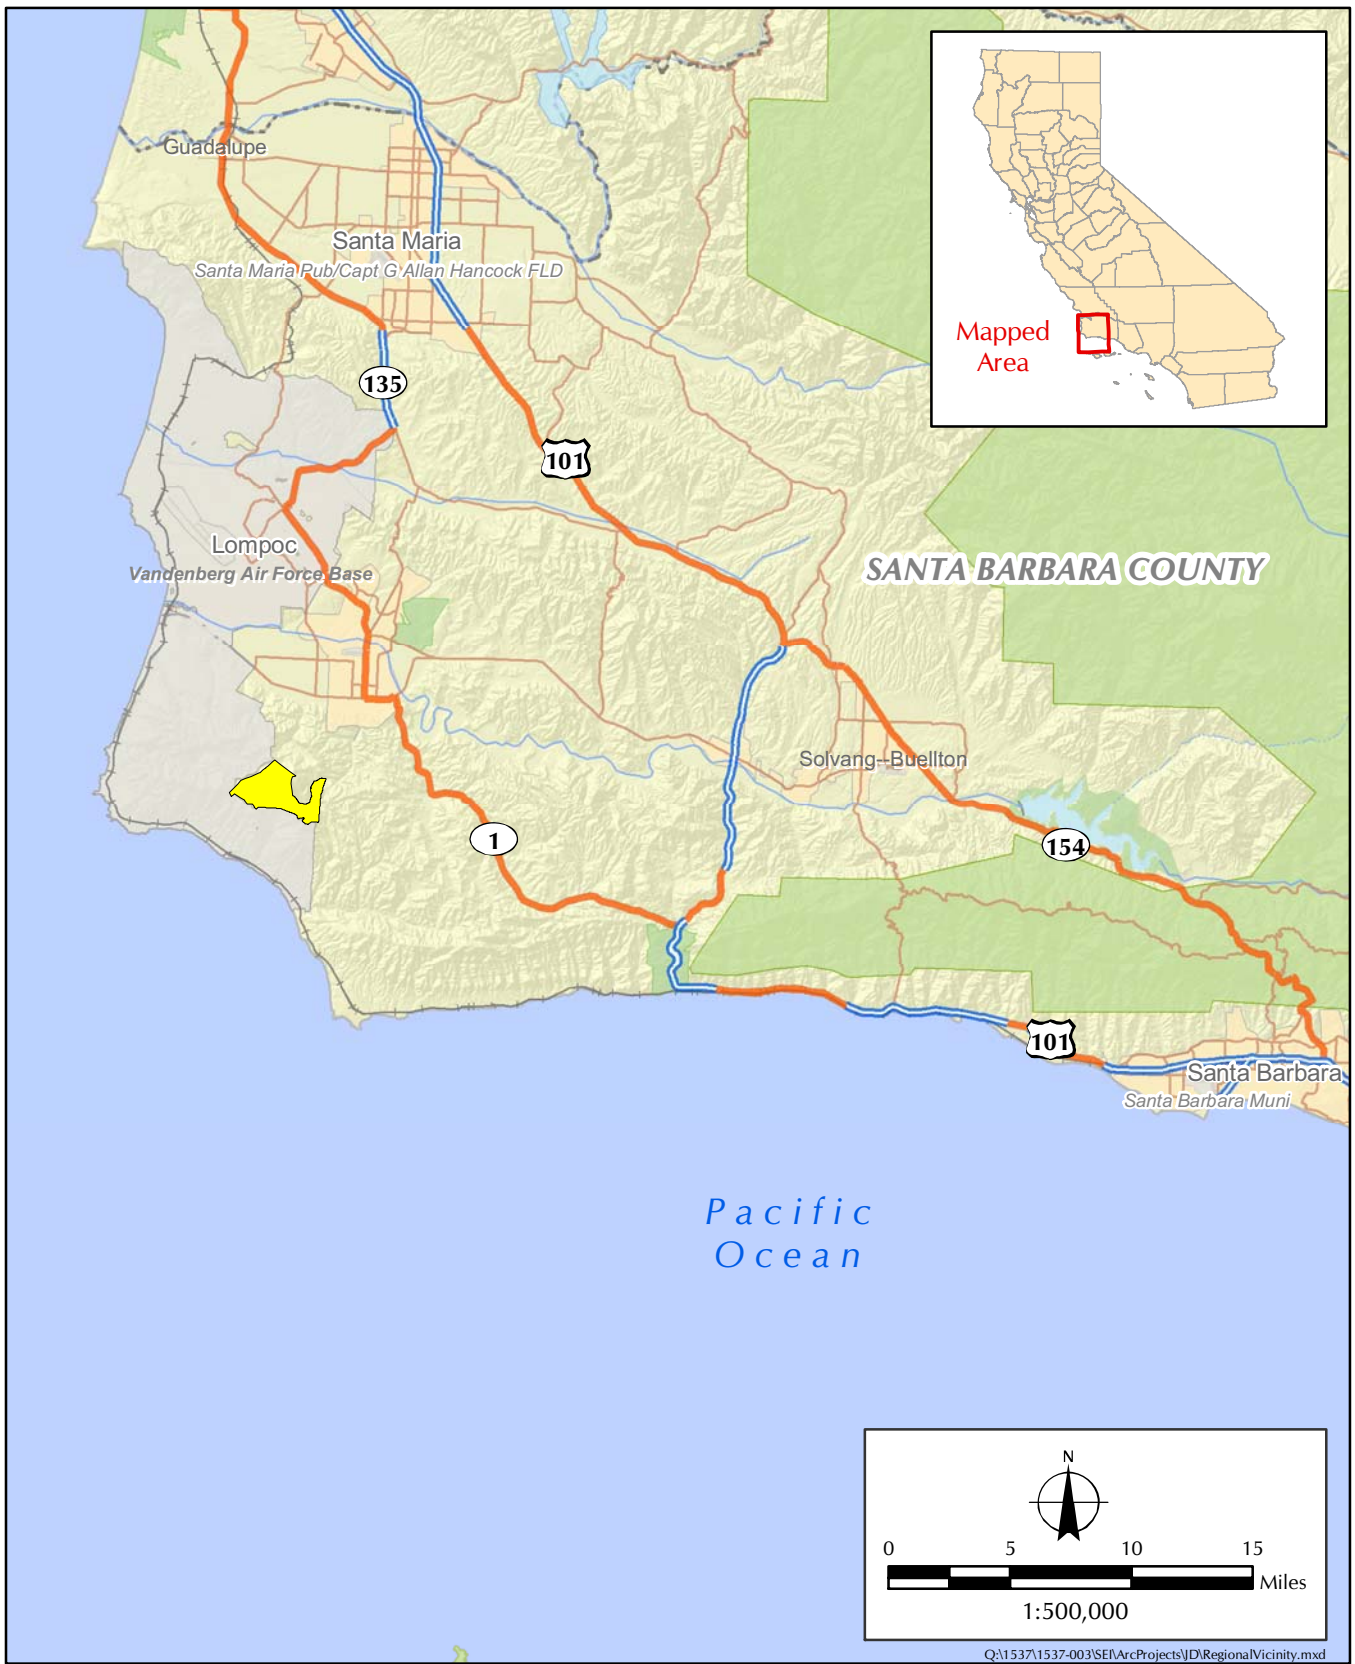 Guadalupe
Santa Maria
Santa Maria Pub/Capt G Allan Hancock FLD
Mapped
Area
135
101
Lompoc
Vandenberg Air Force Base
SANTA BARBARA COUNTY
Solvang--Buellton
1
154
101
Santa Barbara
Santa Barbara Muni
Pacific
Ocean
N
0 5 10 15
Miles
1:500,000
Q:\1537\1537-003\SEI\ArcProjects\JD\RegionalVicinity.mxd